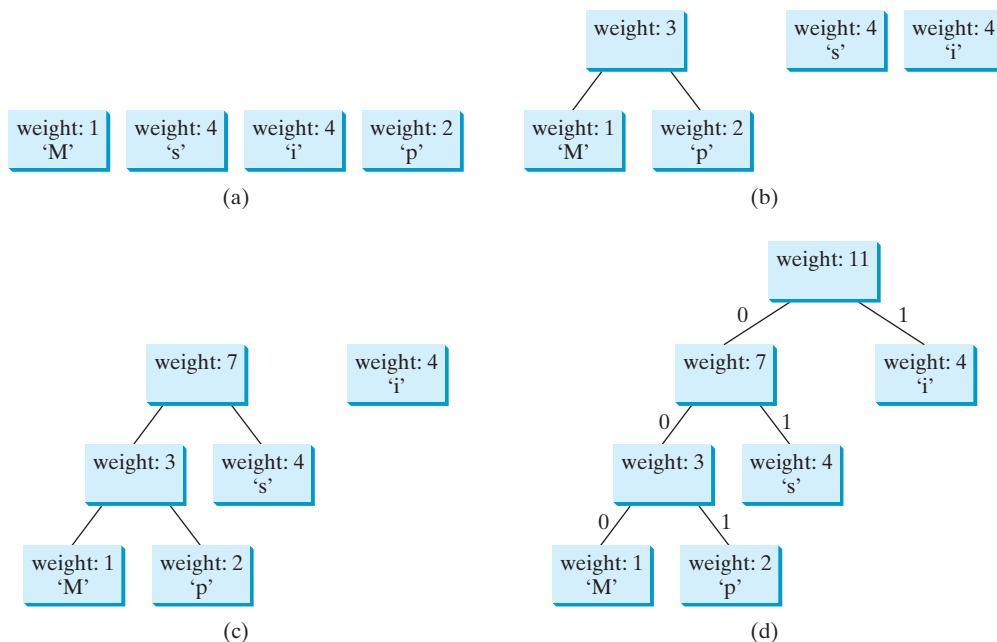 weight: 1
‘M’
weight: 4
‘s’
weight: 4
‘i’
weight: 2
‘p’
(a)
weight: 3
weight: 4
‘s’
weight: 4
‘i’
weight: 1
‘M’
weight: 2
‘p’
(b)
weight: 7
weight: 4
‘i’
weight: 3
weight: 4
‘s’
weight: 1
‘M’
weight: 2
‘p’
(c)
weight: 11
0
1
weight: 7
weight: 4
‘i’
0
1
weight: 3
weight: 4
‘s’
0
1
weight: 1
‘M’
weight: 2
‘p’
(d)